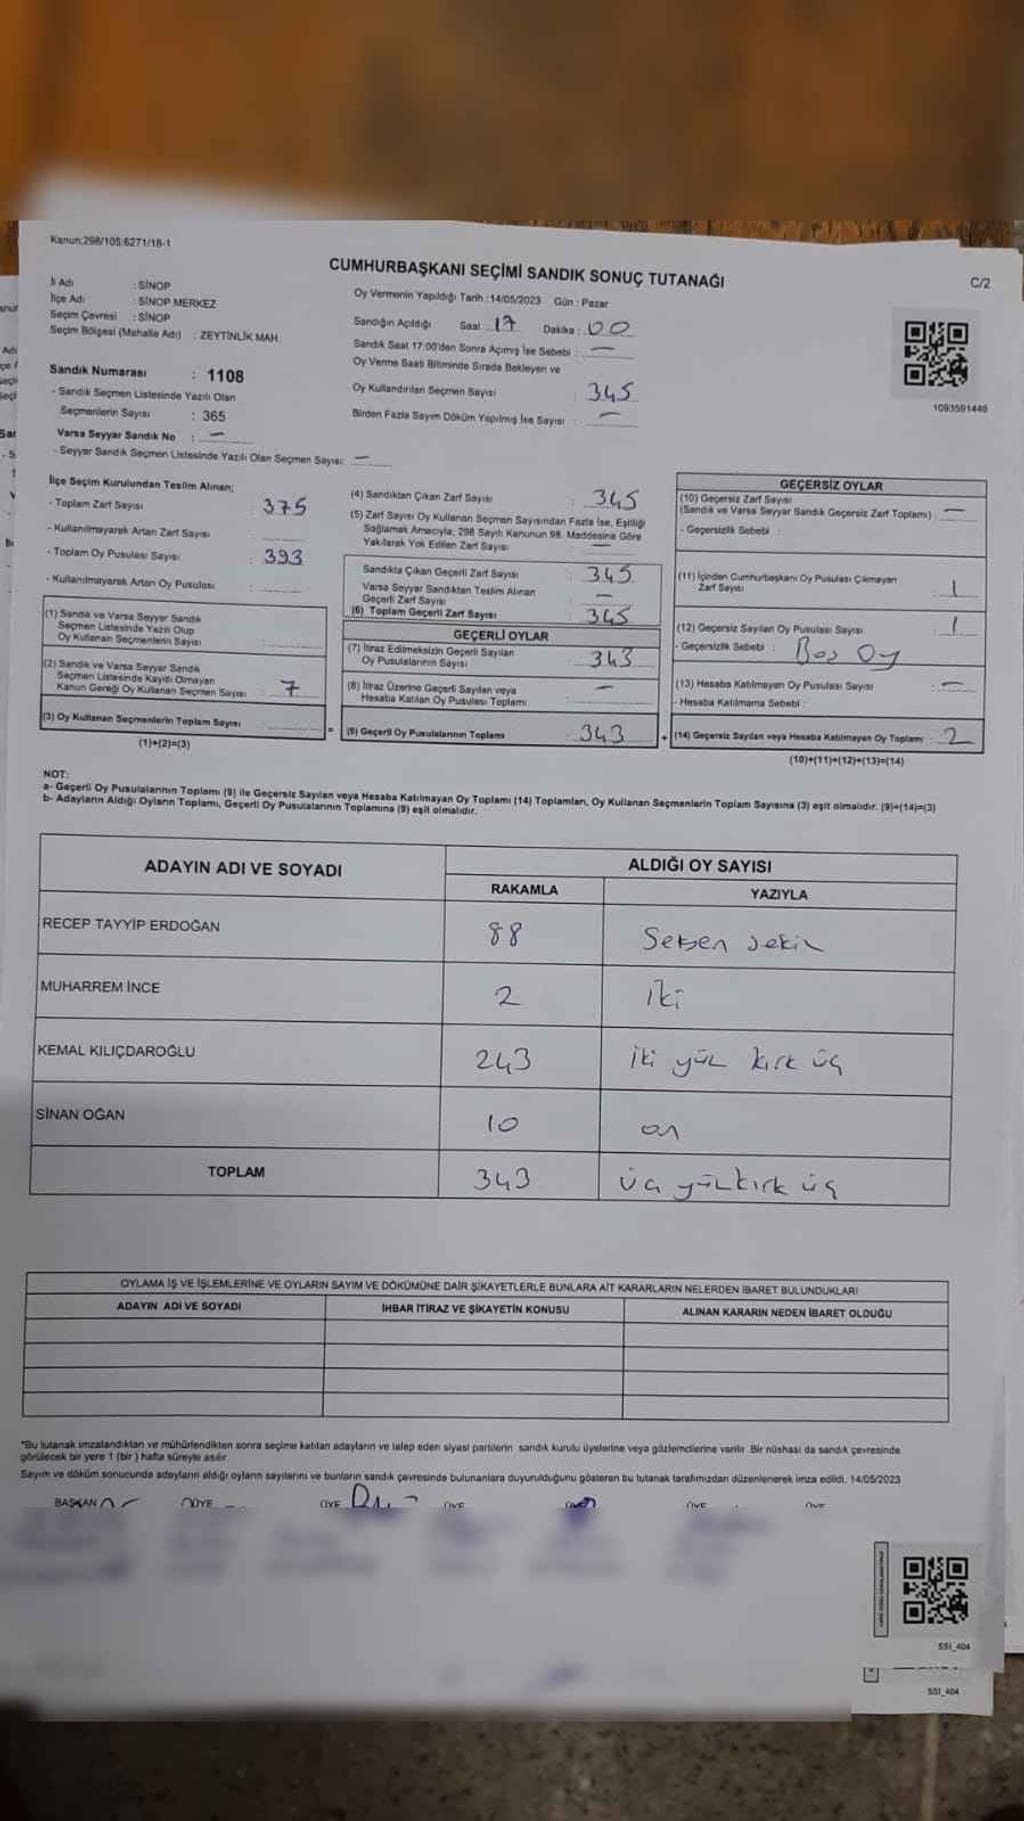 Kanun:298/105;6271/18-1
CUMHURBAŞKANI SEÇİMİ SANDIK SONUÇ TUTANAĞI
C/2
İl Adı : SİNOP
İlçe Adı : SİNOP MERKEZ
Seçim Çevresi : SİNOP
Seçim Bölgesi (Mahalle Adı) : ZEYTİNLİK MAH.
Sandık Numarası : 1108
- Sandık Seçmen Listesinde Yazılı Olan
Seçmenlerin Sayısı : 365
Varsa Seyyar Sandık No : —
- Seyyar Sandık Seçmen Listesinde Yazılı Olan Seçmen Sayısı: —
Oy Vermenin Yapıldığı Tarih :14/05/2023 Gün : Pazar
Sandığın Açıldığı Saat 17 Dakika : 00
Sandık Saat 17:00'den Sonra Açımış İse Sebebi : —
Oy Verme Saati Bitiminde Sırada Bekleyen ve
Oy Kullandırılan Seçmen Sayısı : 345
Birden Fazla Sayım Döküm Yapılmış İse Sayısı : —
1093591446
İlçe Seçim Kurulundan Teslim Alınan;
- Toplam Zarf Sayısı : 375
- Kullanılmayarak Artan Zarf Sayısı
- Toplam Oy Pusulası Sayısı : 393
- Kullanılmayarak Artan Oy Pusulası :
(1) Sandık ve Varsa Seyyar Sandık
Seçmen Listesinde Yazılı Olup
Oy Kullanan Seçmenlerin Sayısı :
(2) Sandık ve Varsa Seyyar Sandık
Seçmen Listesinde Kayıtlı Olmayan
Kanun Gereği Oy Kullanan Seçmen Sayısı : 7
(3) Oy Kullanan Seçmenlerin Toplam Sayısı
(1)+(2)=(3)
(4) Sandıktan Çıkan Zarf Sayısı : 345
(5) Zarf Sayısı Oy Kullanan Seçmen Sayısından Fazla İse, Eşitliği
Sağlamak Amacıyla; 298 Sayılı Kanunun 98. Maddesine Göre
Yakılarak Yok Edilen Zarf Sayısı : —
Sandıkta Çıkan Geçerli Zarf Sayısı : 345
Varsa Seyyar Sandıktan Teslim Alınan
Geçerli Zarf Sayısı : —
(6) Toplam Geçerli Zarf Sayısı : 345
GEÇERLİ OYLAR
(7) İtiraz Edilmeksizin Geçerli Sayılan
Oy Pusulalarının Sayısı : 343
(8) İtiraz Üzerine Geçerli Sayılan veya
Hesaba Katılan Oy Pusulası Toplamı : —
(9) Geçerli Oy Pusulalarının Toplamı : 343
GEÇERSİZ OYLAR
(10) Geçersiz Zarf Sayısı
(Sandık ve Varsa Seyyar Sandık Geçersiz Zarf Toplamı) : —
- Geçersizlik Sebebi :
(11) İçinden Cumhurbaşkanı Oy Pusulası Çıkmayan
Zarf Sayısı : 1
(12) Geçersiz Sayılan Oy Pusulası Sayısı : 1
- Geçersizlik Sebebi : Boş Oy
(13) Hesaba Katılmayan Oy Pusulası Sayısı : —
- Hesaba Katılmama Sebebi :
(14) Geçersiz Sayılan veya Hesaba Katılmayan Oy Toplamı : 2
(10)+(11)+(12)+(13)=(14)
NOT:
a- Geçerli Oy Pusulalarının Toplamı (9) ile Geçersiz Sayılan veya Hesaba Katılmayan Oy Toplamı (14) Toplamları, Oy Kullanan Seçmenlerin Toplam Sayısına (3) eşit olmalıdır. (9)+(14)=(3)
b- Adayların Aldığı Oyların Toplamı, Geçerli Oy Pusulalarının Toplamına (9) eşit olmalıdır.
ADAYIN ADI VE SOYADI ALDIĞI OY SAYISI
RAKAMLA YAZIYLA
RECEP TAYYİP ERDOĞAN 88 Seksen sekiz
MUHARREM İNCE 2 iki
KEMAL KILIÇDAROĞLU 243 iki yüz kırk üç
SİNAN OĞAN 10 on
TOPLAM 343 üç yüz kırk üç
OYLAMA İŞ VE İŞLEMLERİNE VE OYLARIN SAYIM VE DÖKÜMÜNE DAİR ŞİKAYETLERLE BUNLARA AİT KARARLARIN NELERDEN İBARET BULUNDUKLARI
ADAYIN ADI VE SOYADI İHBAR İTİRAZ VE ŞİKAYETİN KONUSU ALINAN KARARIN NEDEN İBARET OLDUĞU
*Bu tutanak imzalandıktan ve mühürlendikten sonra seçime katılan adayların ve talep eden siyasi partilerin sandık kurulu üyelerine veya gözlemcilerine verilir. Bir nüshası da sandık çevresinde
görülecek bir yere 1 (bir ) hafta süreyle asılır.
Sayım ve döküm sonucunda adayların aldığı oyların sayılarını ve bunların sandık çevresinde bulunanlara duyurulduğunu gösteren bu tutanak tarafımızdan düzenlenerek imza edildi. 14/05/2023
BAŞKAN ÜYE ÜYE ÜYE ÜYE ÜYE
SSI_404
SSI_404